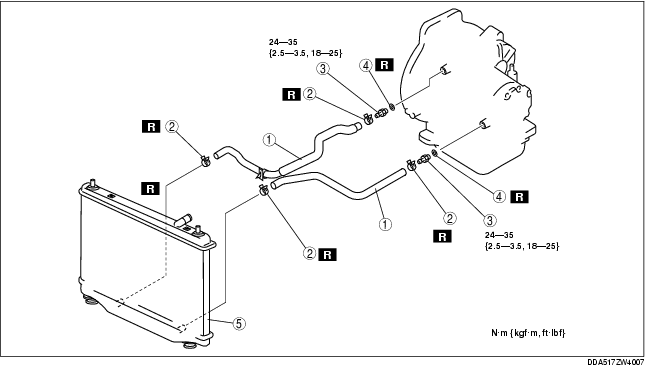 24—35
{2.5—3.5, 18—25}
3
4 R
R 2
R 2
1
R
1
2
R
4 R
3
2 R
24—35
{2.5—3.5, 18—25}
5
N·m {kgf·m, ft·lbf}
DDA517ZW4007